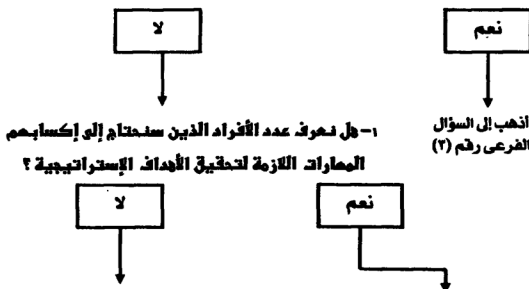 نعم
لا
أذهب إلى السؤال
الفرعى رقم (٢)
١- هل نعرف عدد الأفراد الذين سنحتاج إلى إكسابهم
المهارات اللازمة لتحقيق الأهداف الإستراتيجية ؟
نعم
لا